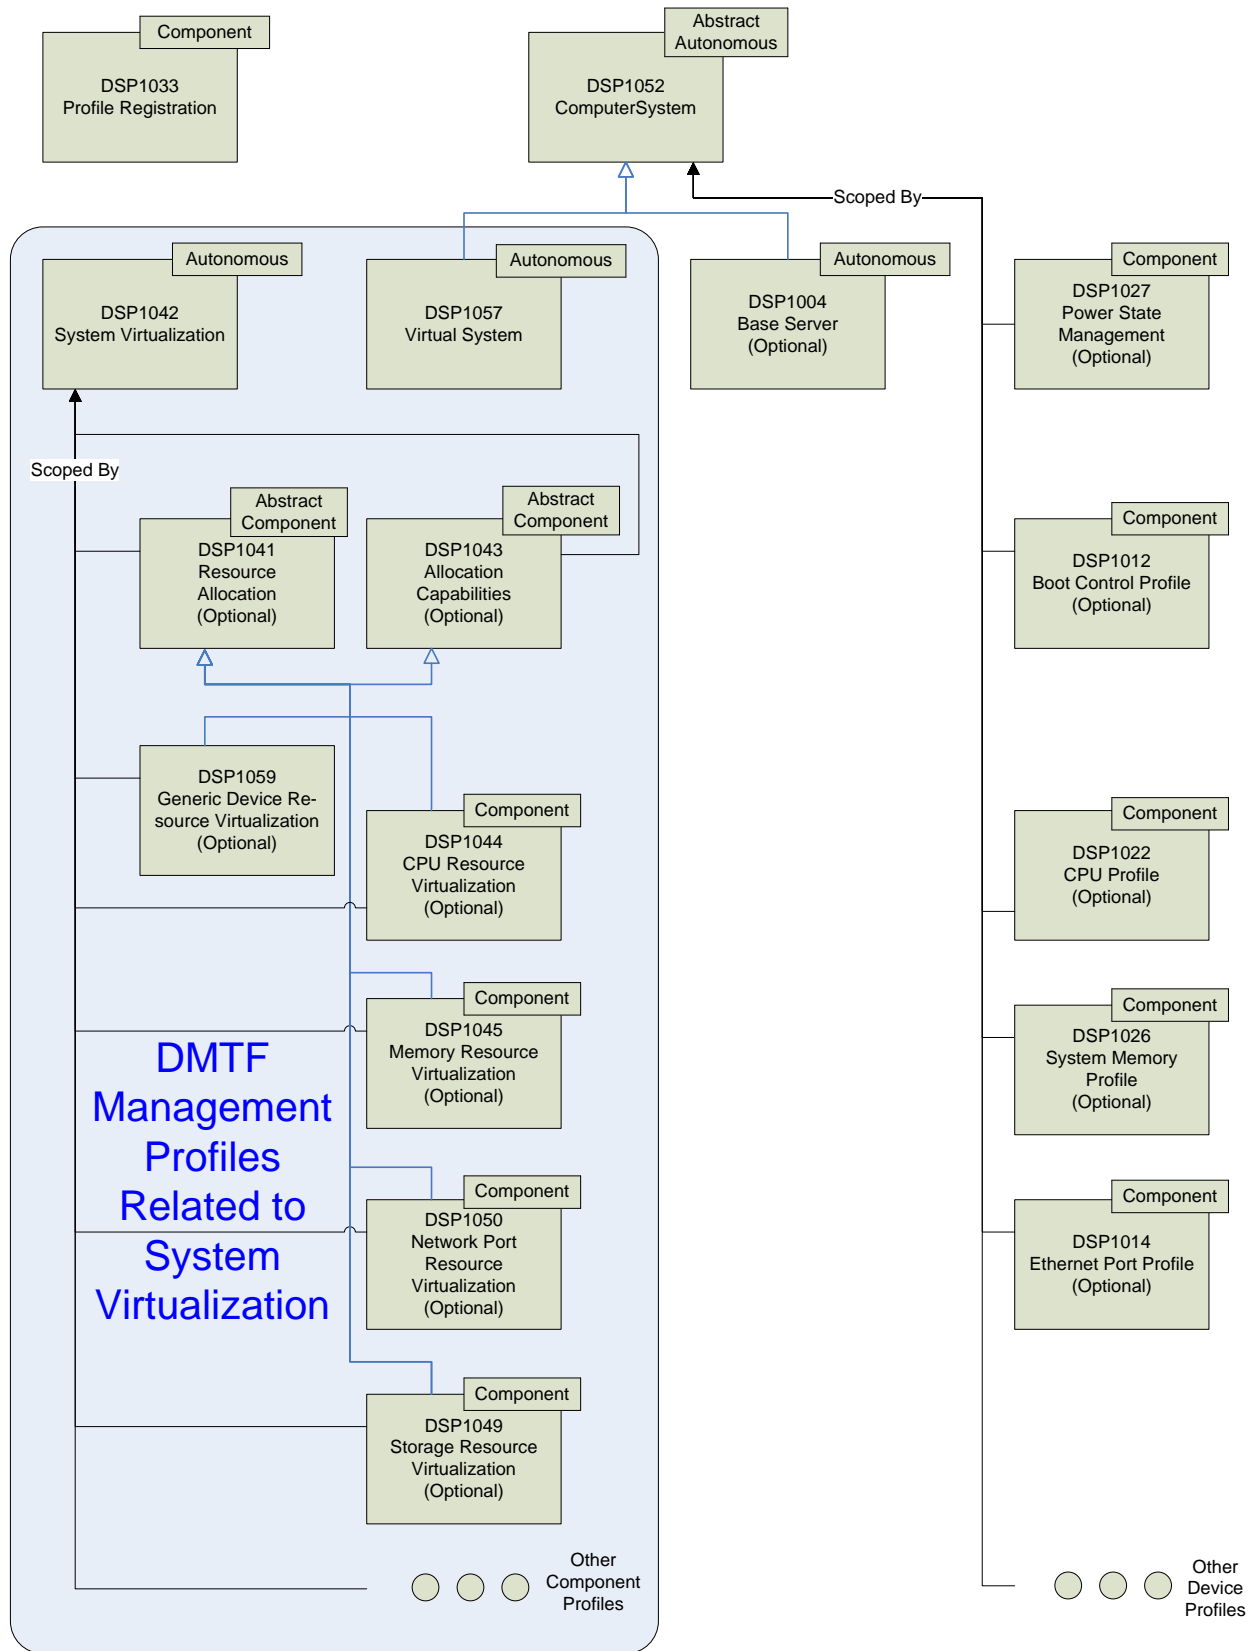 Component
DSP1033
Profile Registration
Abstract
Autonomous
DSP1052
ComputerSystem
Scoped By
Autonomous
DSP1042
System Virtualization
Autonomous
DSP1057
Virtual System
Autonomous
DSP1004
Base Server
(Optional)
Component
DSP1027
Power State
Management
(Optional)
Scoped By
Abstract
Component
DSP1041
Resource
Allocation
(Optional)
Abstract
Component
DSP1043
Allocation
Capabilities
(Optional)
Component
DSP1012
Boot Control Profile
(Optional)
DSP1059
Generic Device Re-
source Virtualization
(Optional)
Component
DSP1044
CPU Resource
Virtualization
(Optional)
Component
DSP1022
CPU Profile
(Optional)
Component
DSP1045
Memory Resource
Virtualization
(Optional)
Component
DSP1026
System Memory
Profile
(Optional)
DMTF
Management
Profiles
Related to
System
Virtualization
Component
DSP1050
Network Port
Resource
Virtualization
(Optional)
Component
DSP1014
Ethernet Port Profile
(Optional)
Component
DSP1049
Storage Resource
Virtualization
(Optional)
Other
Component
Profiles
Other
Device
Profiles